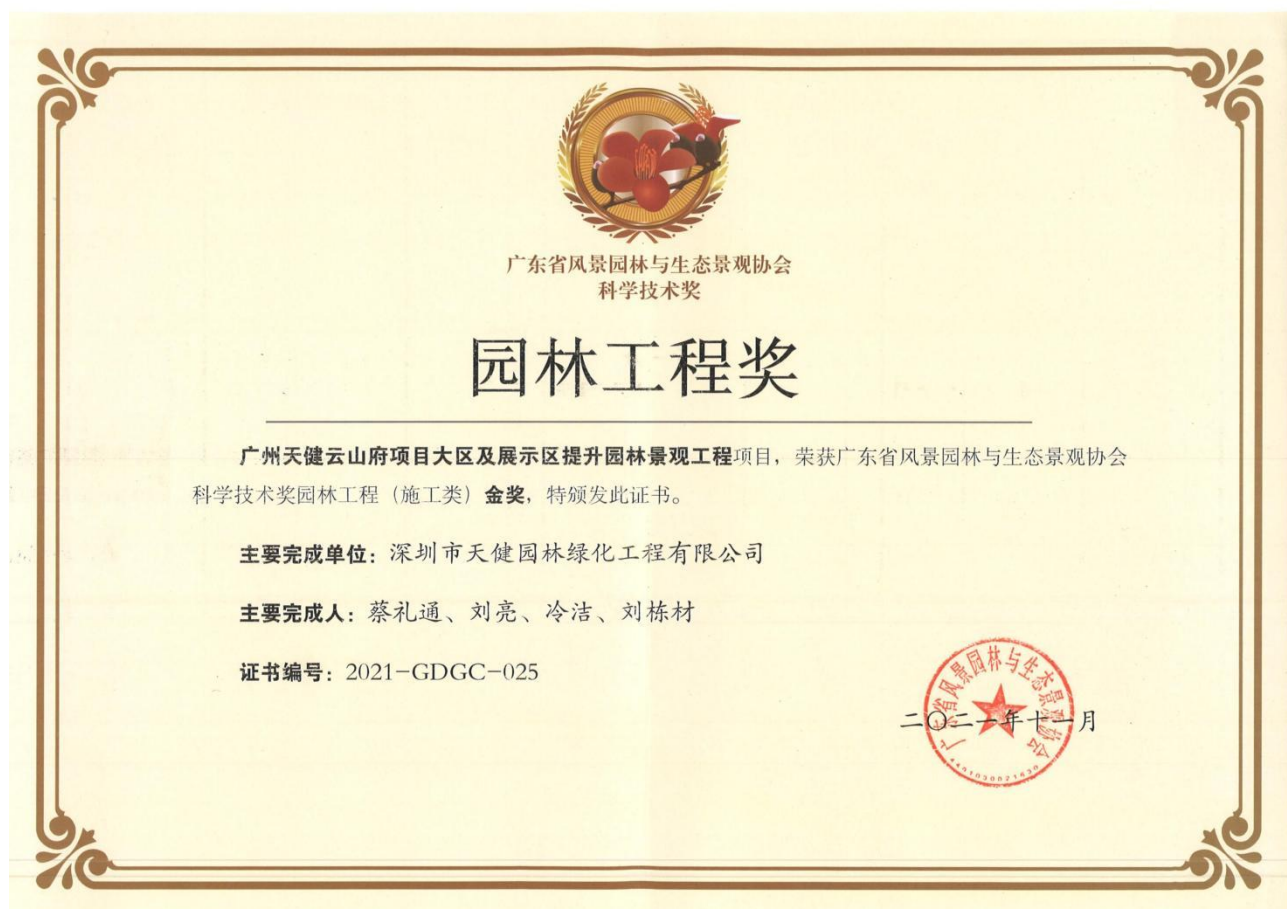 广东省风景园林与生态景观协会
科学技术奖
园林工程奖
广州天健云山府项目大区及展示区提升园林景观工程项目，荣获广东省风景园林与生态景观协会
科学技术奖园林工程（施工类）金奖，特颁发此证书。
主要完成单位：深圳市天健园林绿化工程有限公司
主要完成人：蔡礼通、刘亮、冷洁、刘栋材
证书编号：2021-GDGC-025
广东省风景园林与生态景观协会
二〇二一年十一月